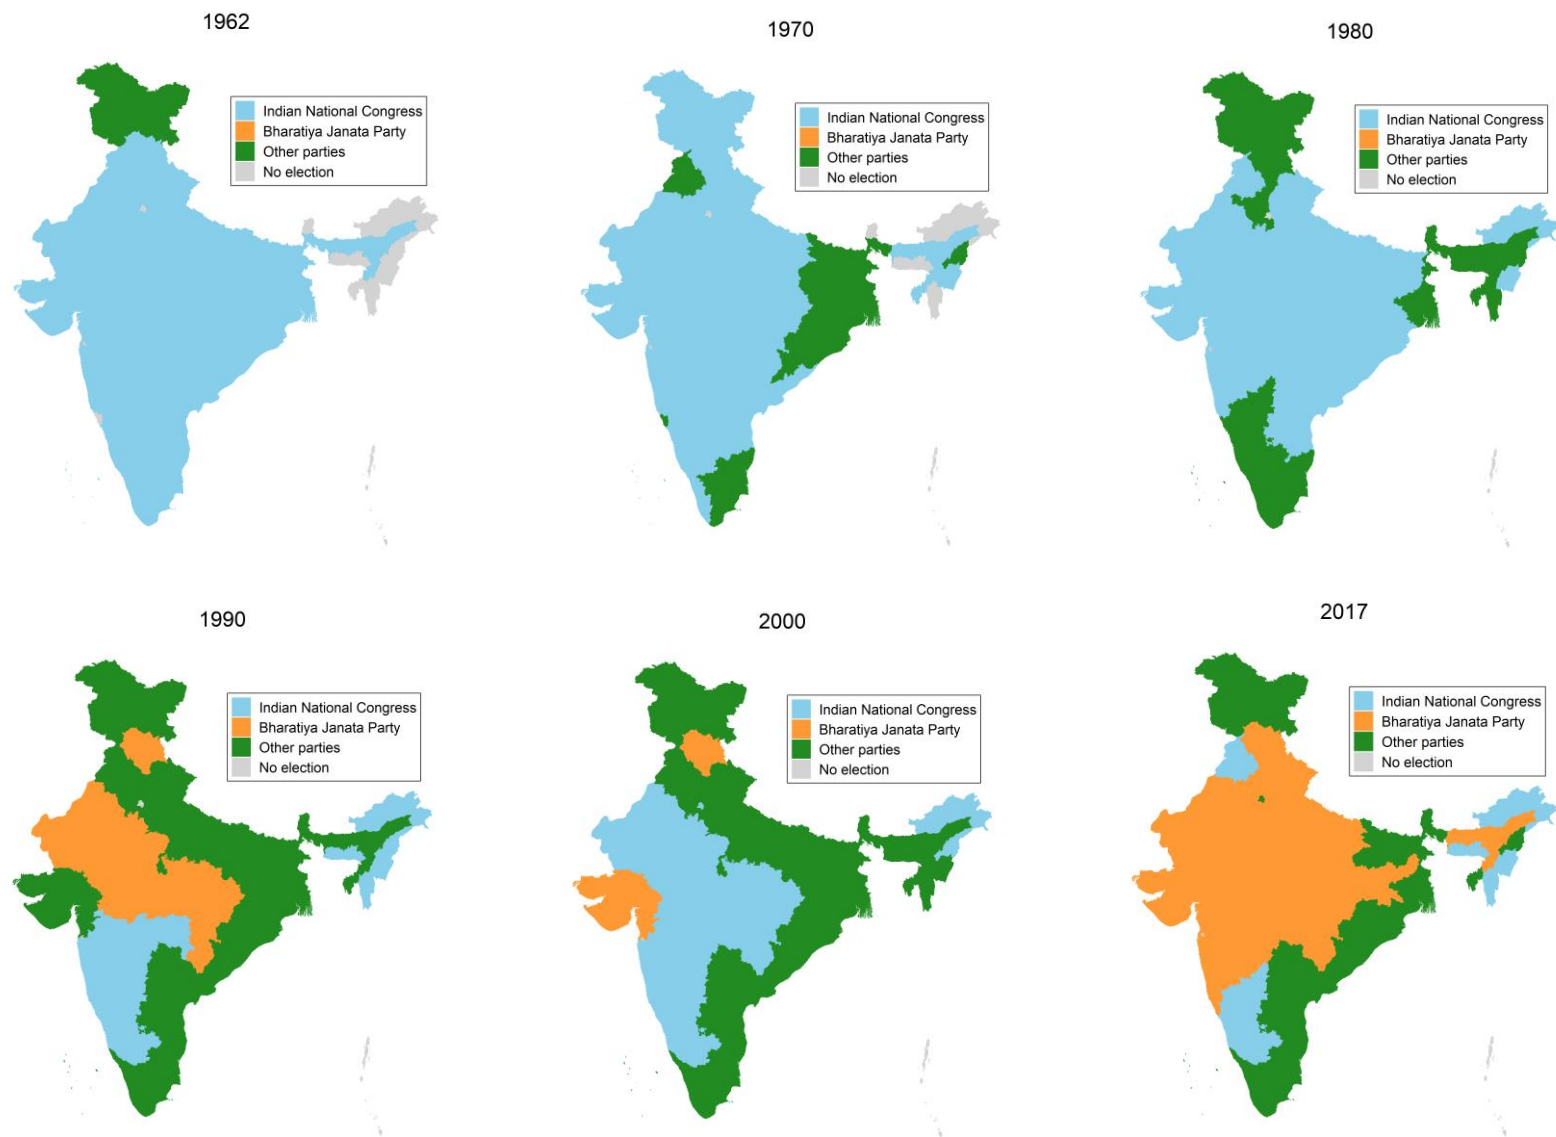 1962
Indian National Congress
Bharatiya Janata Party
Other parties
No election
1970
Indian National Congress
Bharatiya Janata Party
Other parties
No election
1980
Indian National Congress
Bharatiya Janata Party
Other parties
No election
1990
Indian National Congress
Bharatiya Janata Party
Other parties
No election
2000
Indian National Congress
Bharatiya Janata Party
Other parties
No election
2017
Indian National Congress
Bharatiya Janata Party
Other parties
No election